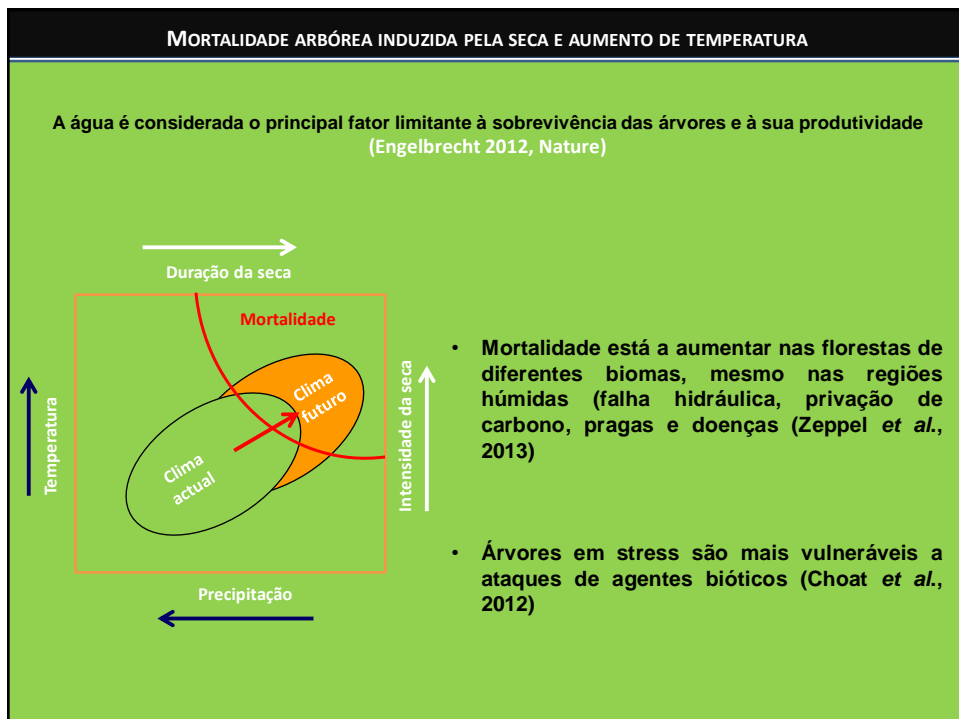 MORTALIDADE ARBÓREA INDUZIDA PELA SECA E AUMENTO DE TEMPERATURA
A água é considerada o principal fator limitante à sobrevivência das árvores e à sua produtividade
(Engelbrecht 2012, Nature)
Duração da seca
Mortalidade
Clima
futuro
Clima
actual
Temperatura
Intensidade da seca
Precipitação
• Mortalidade está a aumentar nas florestas de
diferentes biomas, mesmo nas regiões
húmidas (falha hidráulica, privação de
carbono, pragas e doenças (Zeppel et al.,
2013)
• Árvores em stress são mais vulneráveis a
ataques de agentes bióticos (Choat et al.,
2012)